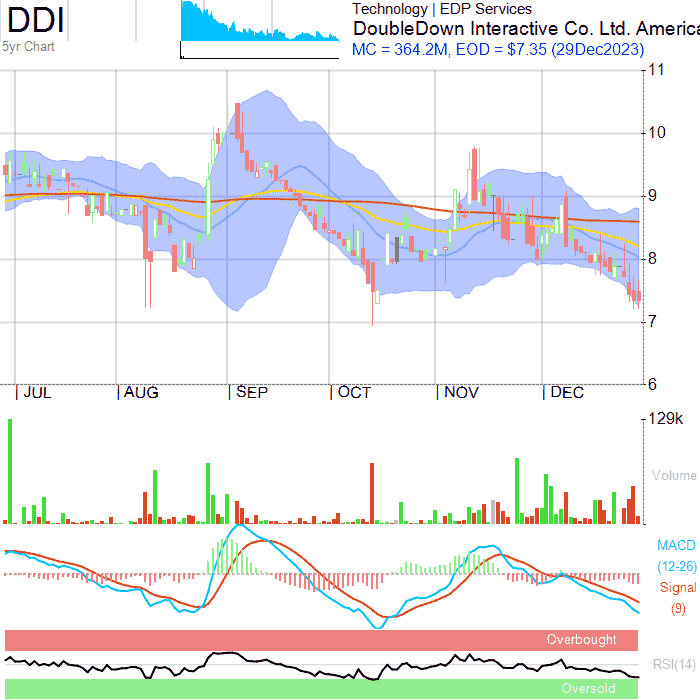 DDI
5yr Chart
Technology | EDP Services
DoubleDown Interactive Co. Ltd. America
MC = 364.2M, EOD = $7.35 (29Dec2023)
11
10
9
8
7
6
JUL AUG SEP OCT NOV DEC
129k
Volume
MACD
(12-26)
Signal
(9)
Overbought
RSI(14)
Oversold